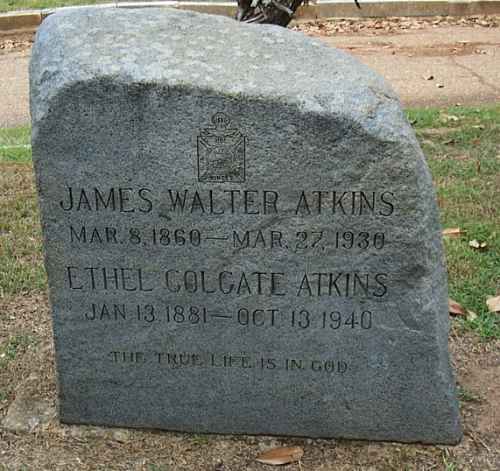 JAMES WALTER ATKINS
MAR. 8, 1860 — MAR. 27, 1930
ETHEL COLGATE ATKINS
JAN 13, 1881 — OCT. 13 1940
THE TRUE LIFE IS IN GOD